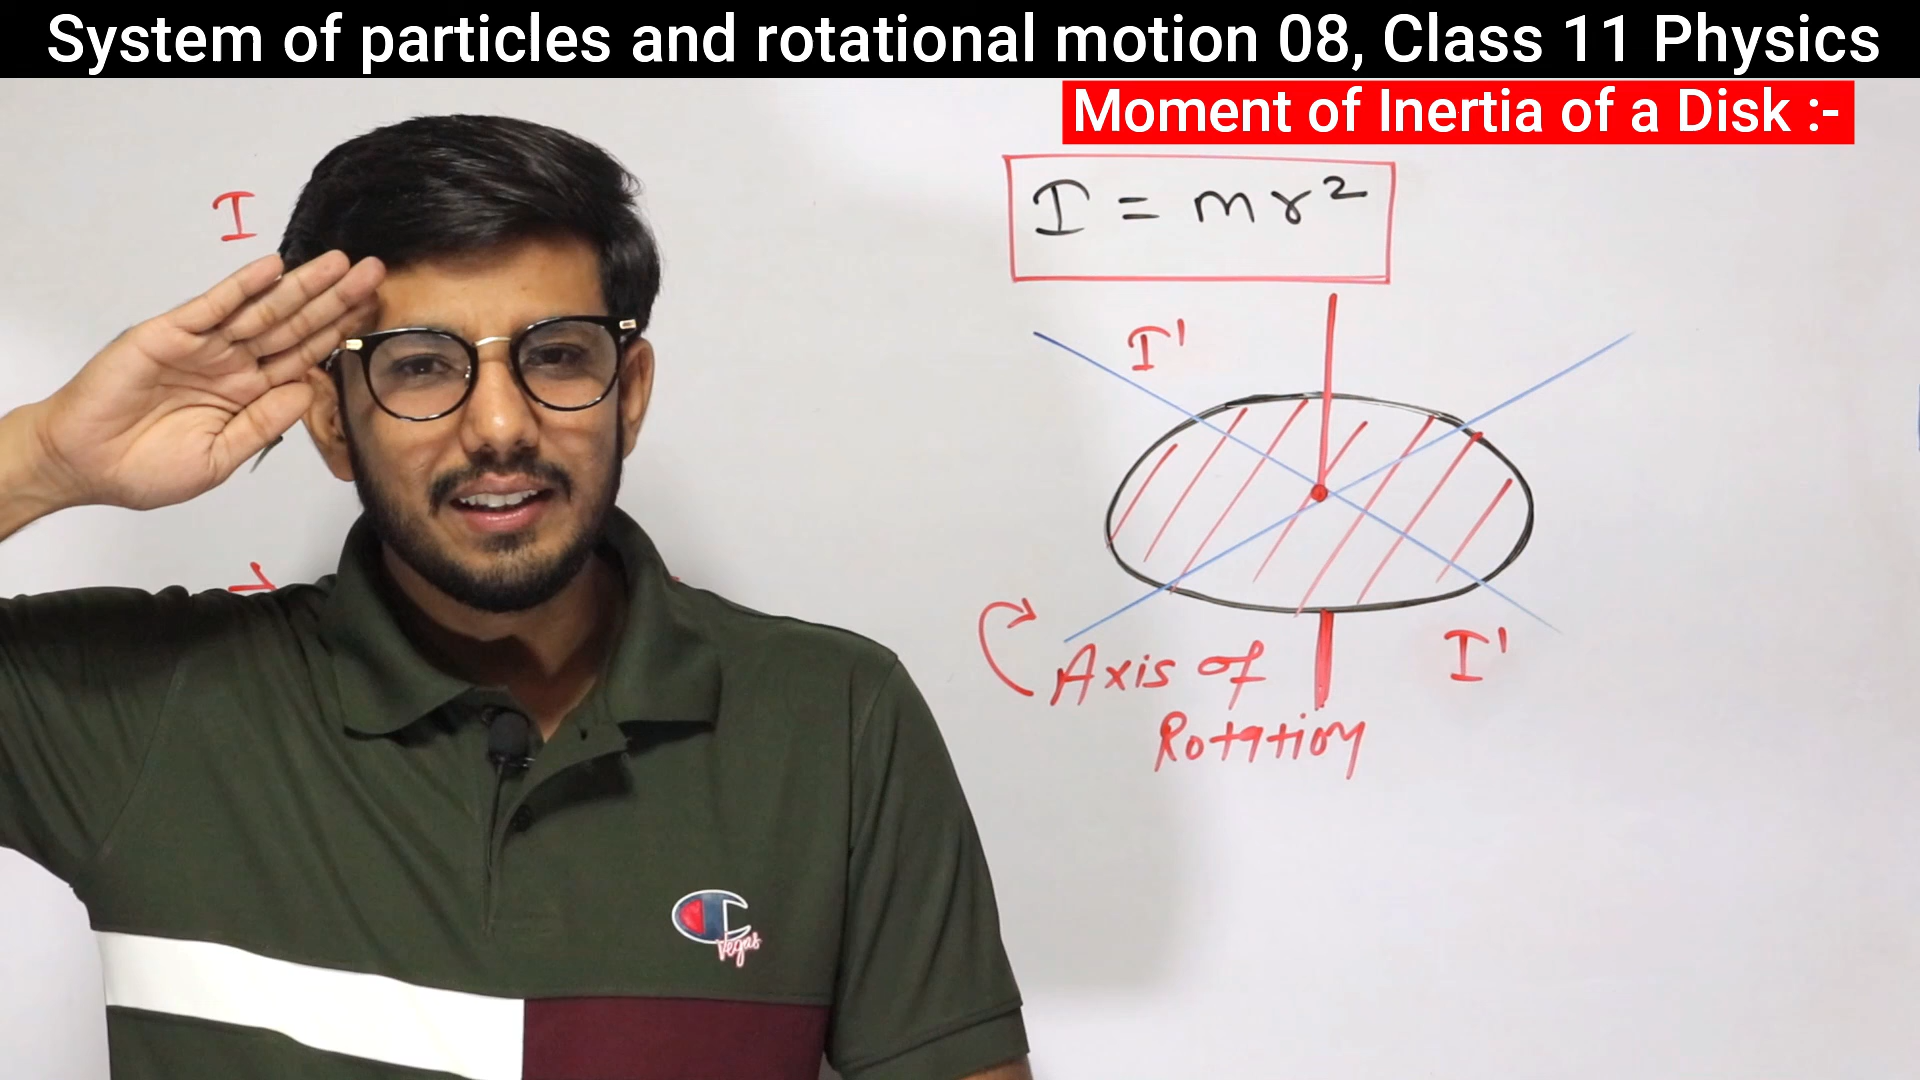 System of particles and rotational motion 08, Class 11 Physics
Moment of Inertia of a Disk :-
I
I = mr²
I'
Axis of
Rotation
I'
C
Vegas